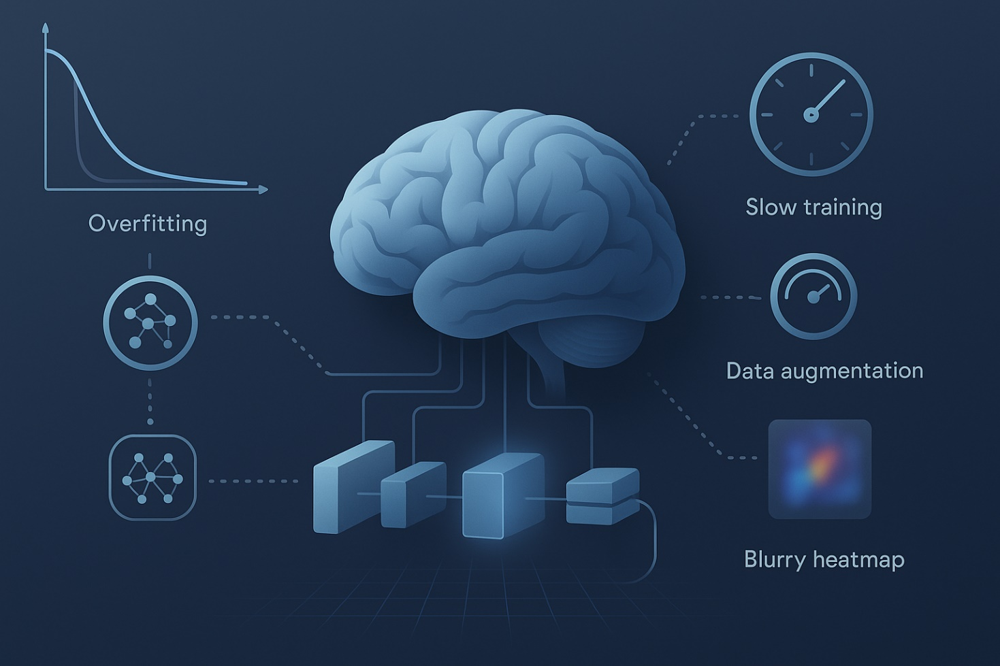 Overfitting
Slow training
Data augmentation
Blurry heatmap